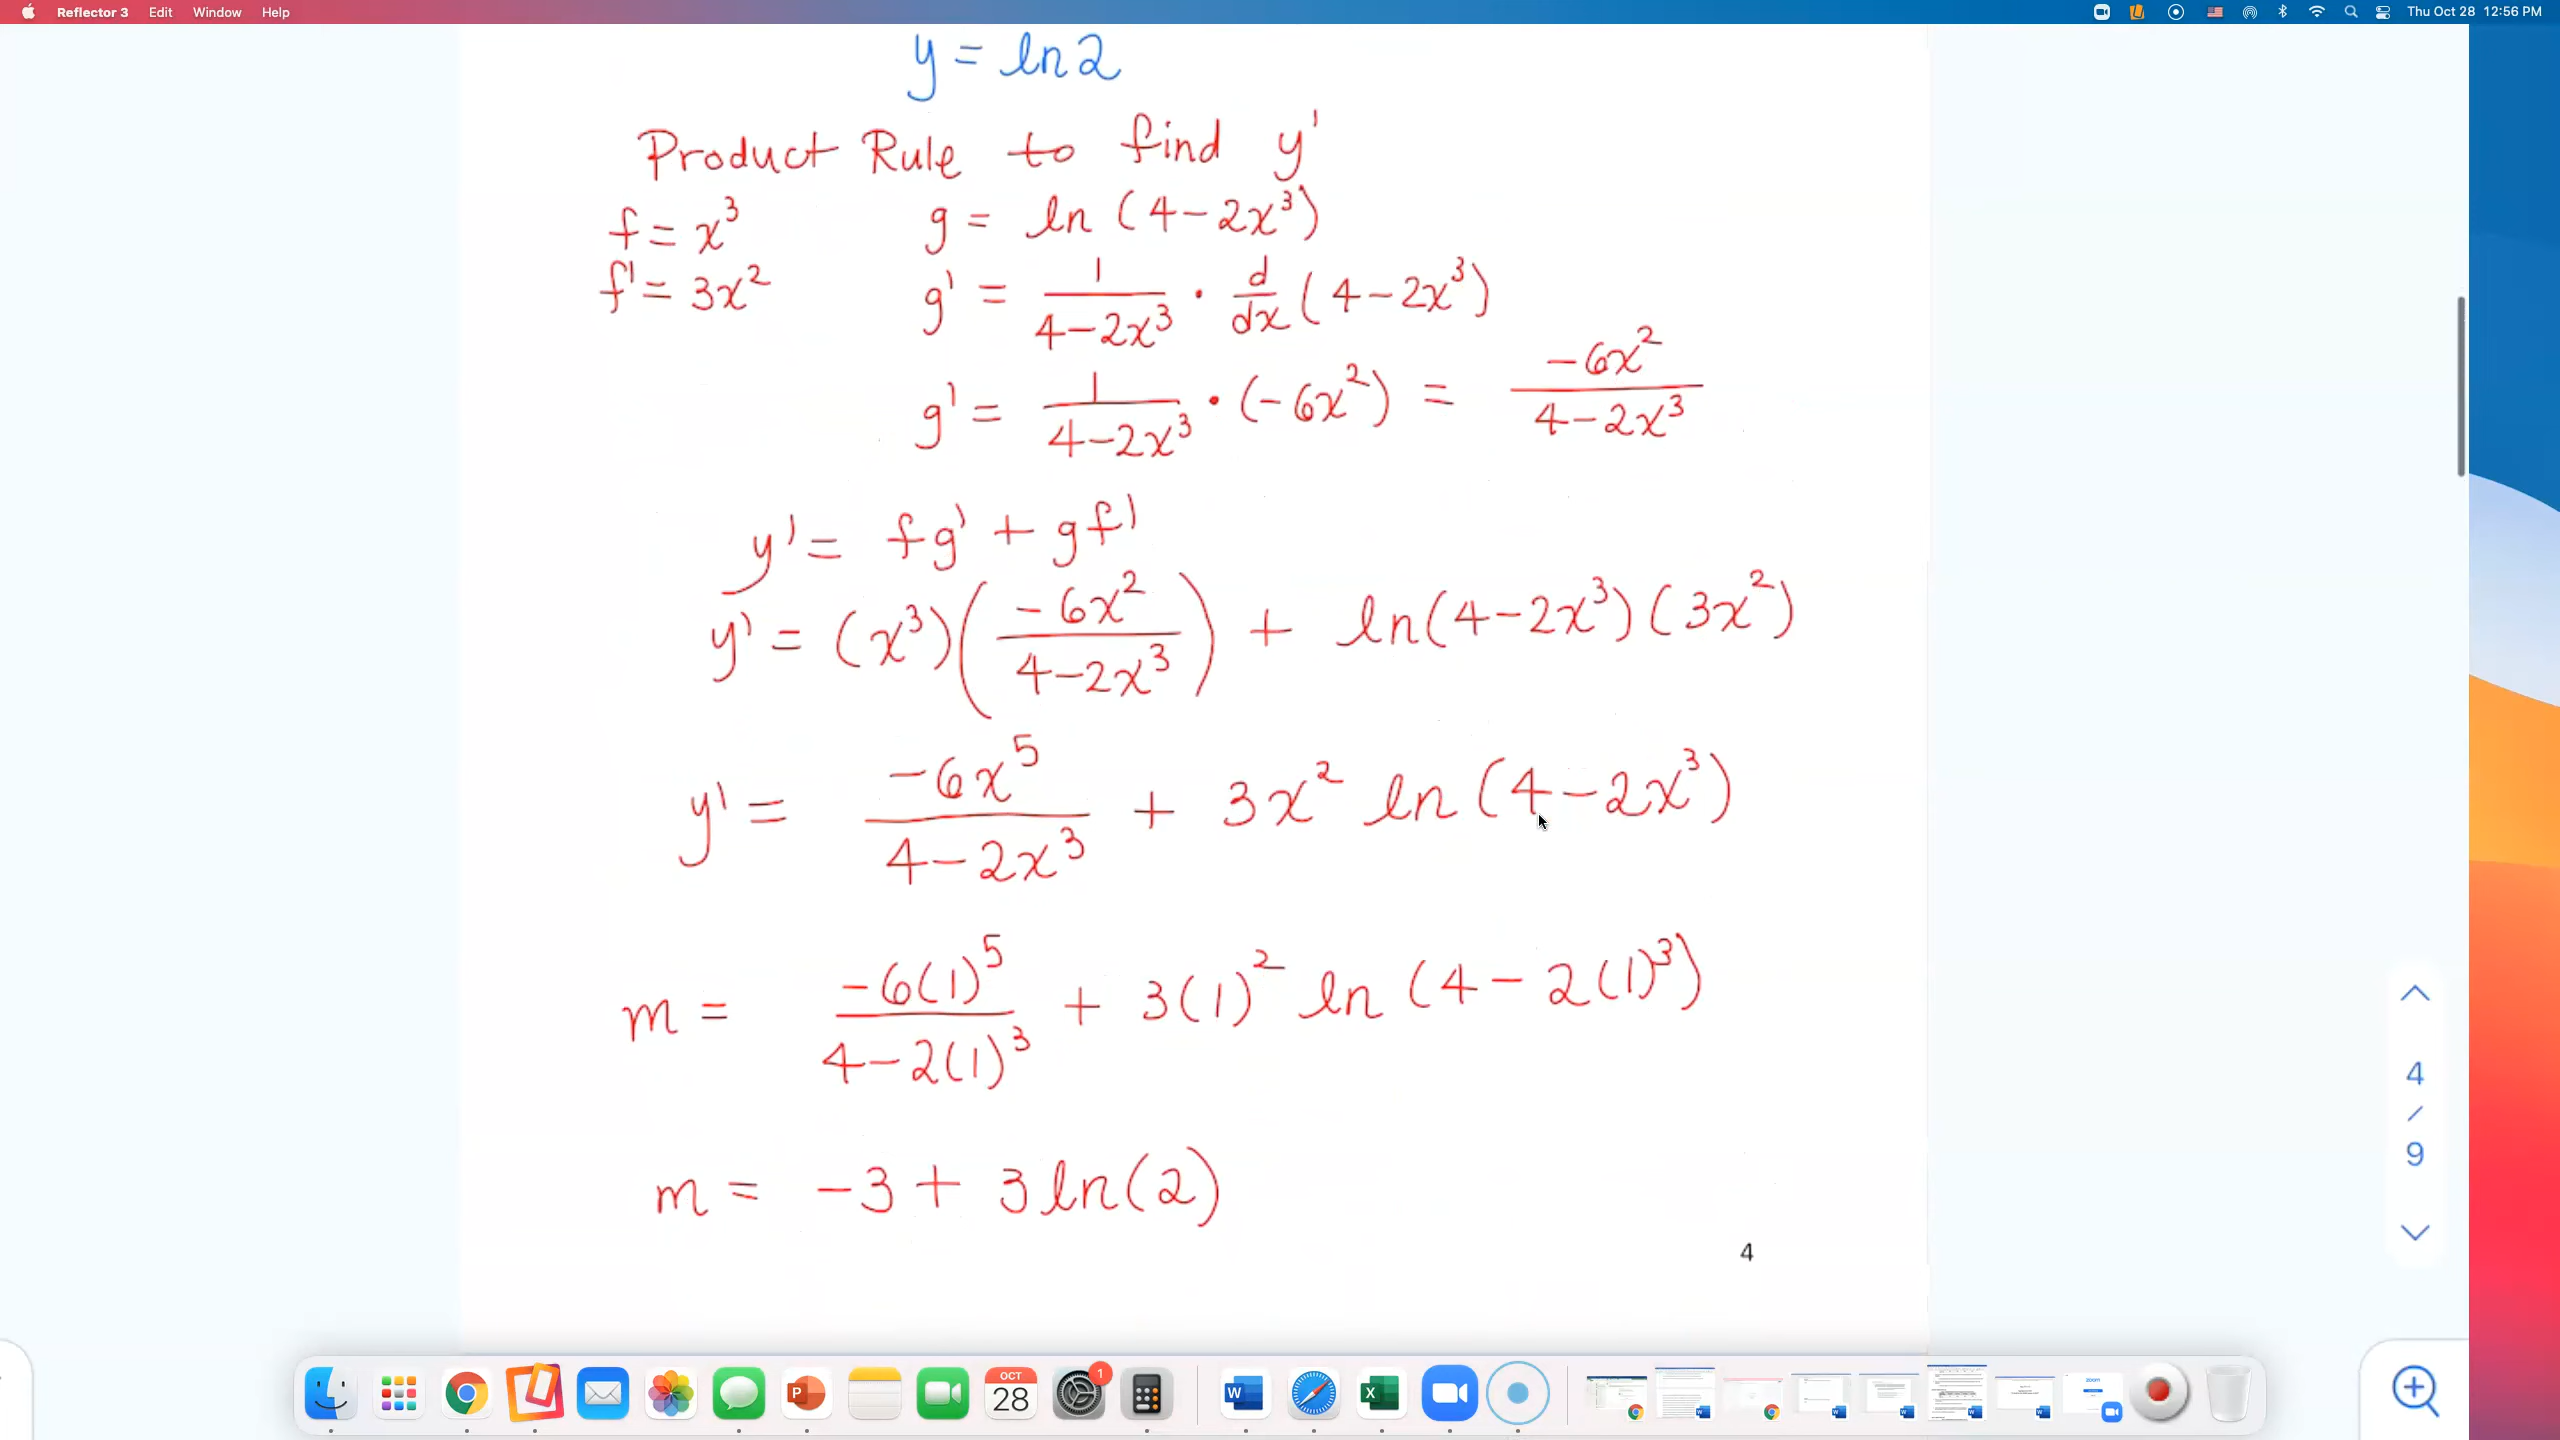 Reflector 3 Edit Window Help Thu Oct 28 12:56 PM
y = ln 2
Product Rule to find y'
f = x³ g = ln (4-2x³)
f' = 3x² g' = 1/(4-2x³) · d/dx (4-2x³)
g' = 1/(4-2x³) · (-6x²) = -6x²/(4-2x³)
y' = fg' + gf'
y' = (x³)(-6x²/(4-2x³)) + ln(4-2x³)(3x²)
y' = -6x⁵/(4-2x³) + 3x² ln (4-2x³)
m = -6(1)⁵/(4-2(1)³) + 3(1)² ln (4-2(1)³)
m = -3 + 3 ln(2)
4
4
/
9
OCT
28
1
P
W
X
zoom